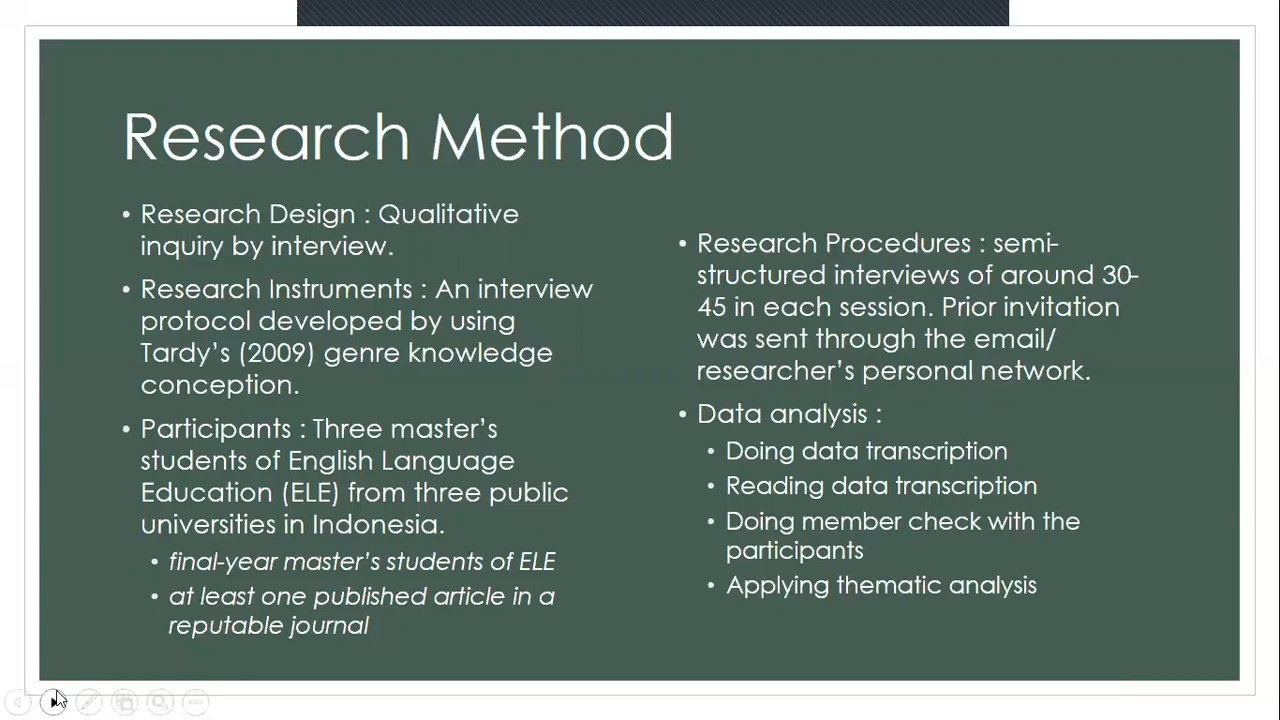 Research Method
• Research Design : Qualitative
inquiry by interview.
• Research Instruments : An interview
protocol developed by using
Tardy's (2009) genre knowledge
conception.
• Participants : Three master's
students of English Language
Education (ELE) from three public
universities in Indonesia.
• final-year master's students of ELE
• at least one published article in a
reputable journal
• Research Procedures : semi-
structured interviews of around 30-
45 in each session. Prior invitation
was sent through the email/
researcher's personal network.
• Data analysis :
• Doing data transcription
• Reading data transcription
• Doing member check with the
participants
• Applying thematic analysis